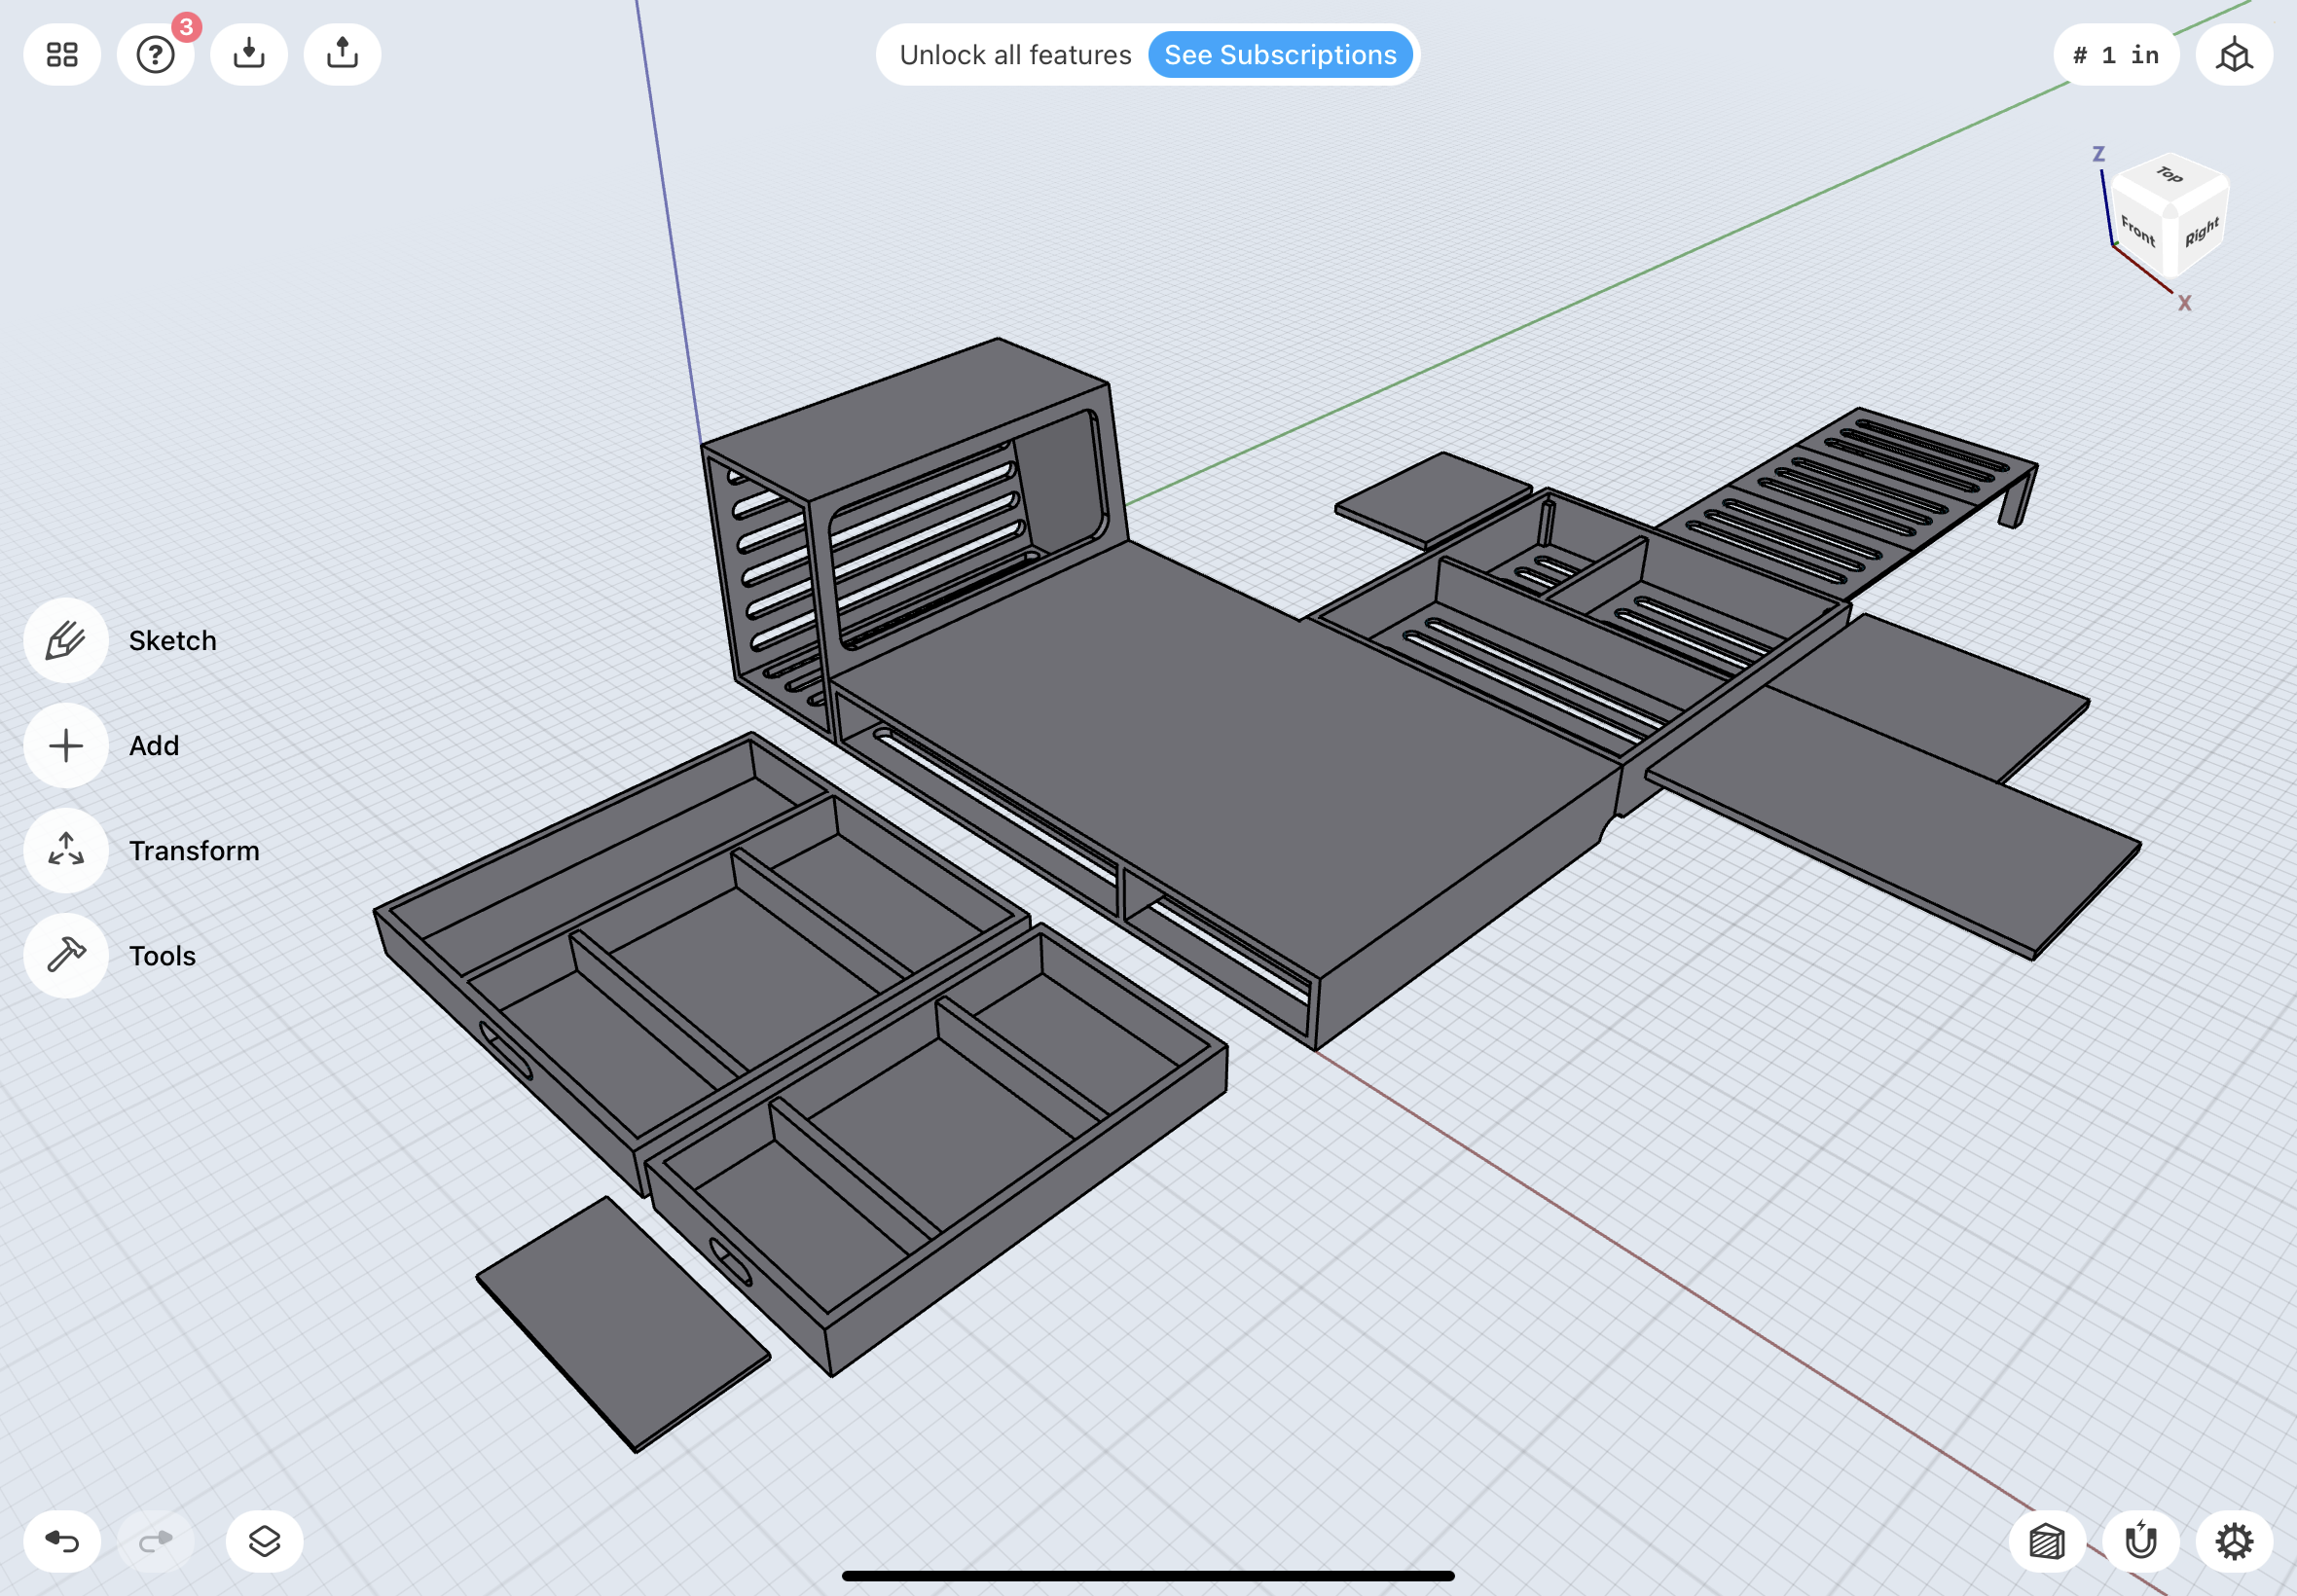 3
Unlock all features See Subscriptions
# 1 in
Z
Top
Front
Right
X
Sketch
Add
Transform
Tools